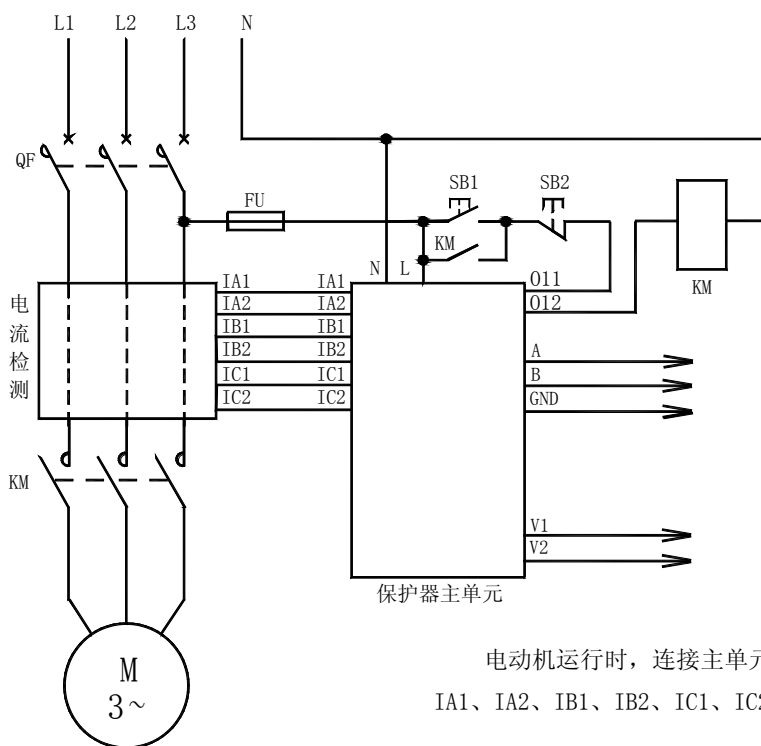 L1 L2 L3 N
QF
FU
SB1 SB2
KM
KM
N L
O11
O12
电流检测
IA1 IA1
IA2 IA2
IB1 IB1
IB2 IB2
IC1 IC1
IC2 IC2
A
B
GND
KM
V1
V2
保护器主单元
M
3~
电动机运行时，连接主单元
IA1、IA2、IB1、IB2、IC1、IC2